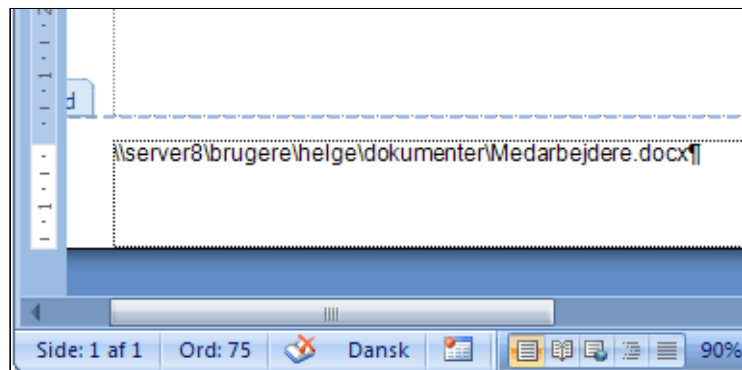 d
\\server8\brugere\helge\dokumenter\Medarbejdere.docx¶
Side: 1 af 1 Ord: 75 Dansk 90%